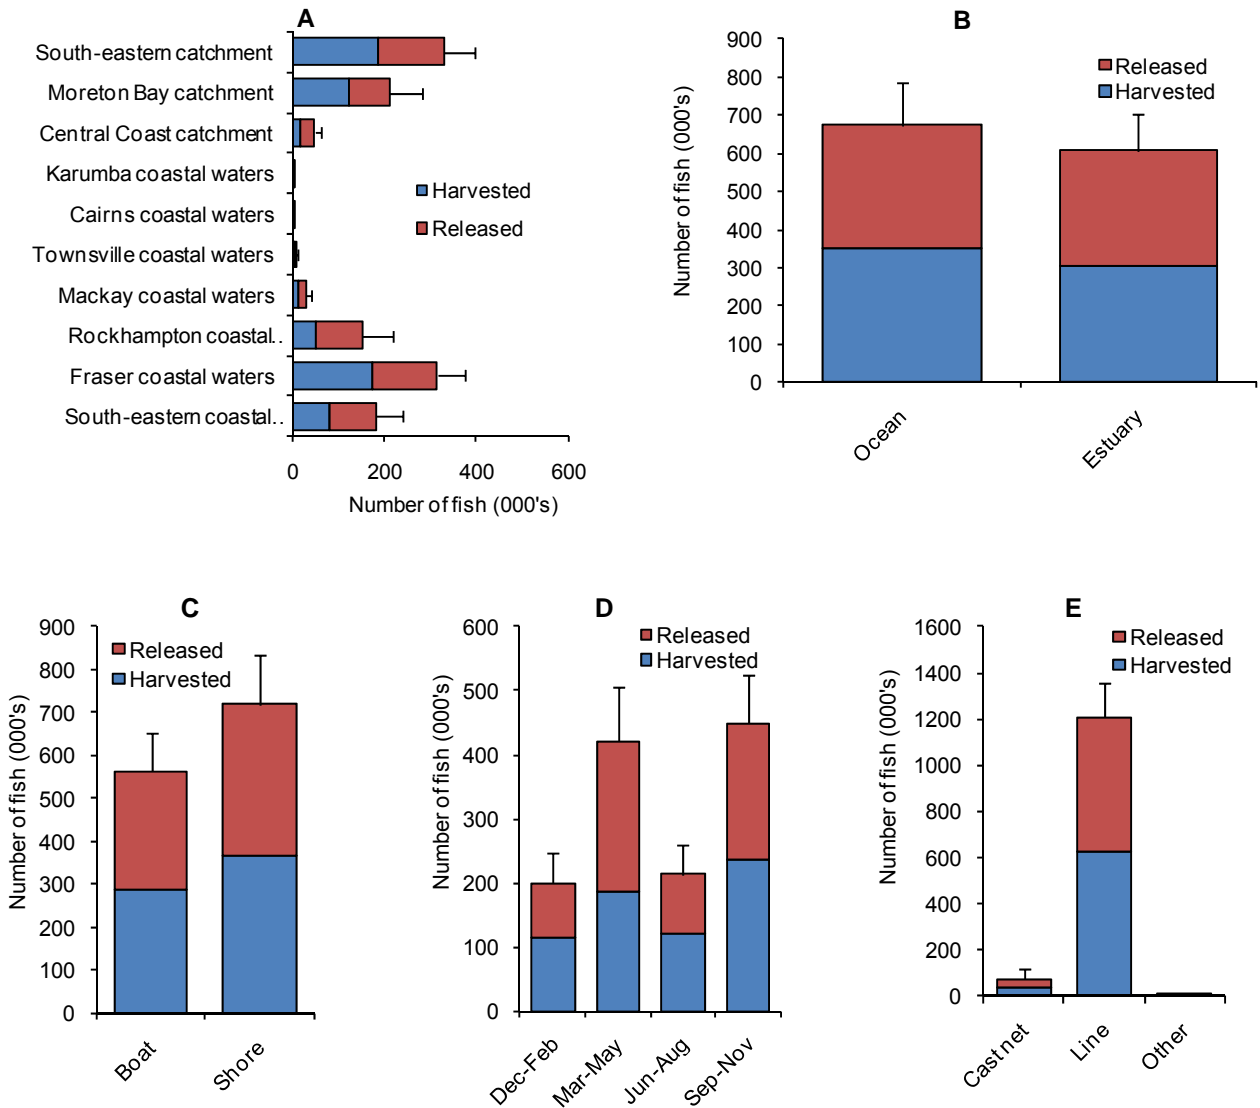 A
South-eastern catchment
Moreton Bay catchment
Central Coast catchment
Karumba coastal waters
Cairns coastal waters
Townsville coastal waters
Mackay coastal waters
Rockhampton coastal..
Fraser coastal waters
South-eastern coastal..
Harvested
Released
0 200 400 600
Number of fish (000's)
B
Number of fish (000's)
900
800
700
600
500
400
300
200
100
0
Released
Harvested
Ocean
Estuary
C
Number of fish (000's)
900
800
700
600
500
400
300
200
100
0
Released
Harvested
Boat
Shore
D
Number of fish (000's)
600
500
400
300
200
100
0
Released
Harvested
Dec-Feb
Mar-May
Jun-Aug
Sep-Nov
E
Number of fish (000's)
1600
1400
1200
1000
800
600
400
200
0
Released
Harvested
Cast net
Line
Other